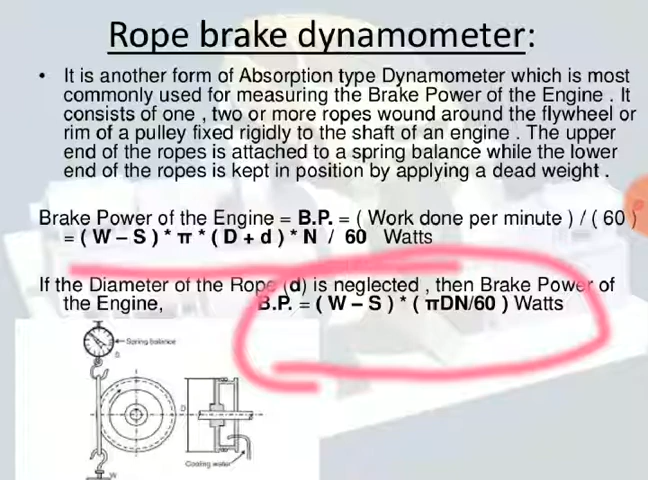 Rope brake dynamometer:
• It is another form of Absorption type Dynamometer which is most
commonly used for measuring the Brake Power of the Engine . It
consists of one , two or more ropes wound around the flywheel or
rim of a pulley fixed rigidly to the shaft of an engine . The upper
end of the ropes is attached to a spring balance while the lower
end of the ropes is kept in position by applying a dead weight .
Brake Power of the Engine = B.P. = ( Work done per minute ) / ( 60 )
= ( W – S ) * π * ( D + d ) * N / 60 Watts
If the Diameter of the Rope (d) is neglected , then Brake Power of
the Engine, B.P. = ( W – S ) * ( πDN/60 ) Watts
Spring balance
S
D
Cooling water
W